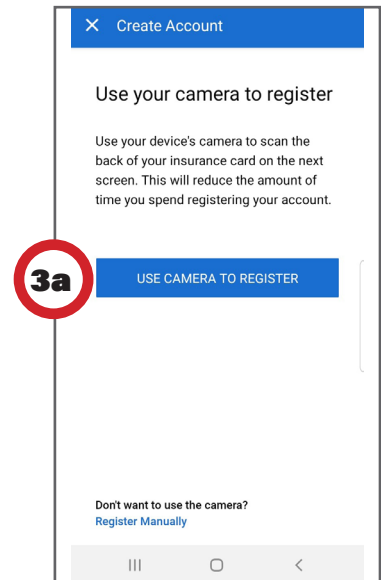 Create Account
Use your camera to register
Use your device's camera to scan the
back of your insurance card on the next
screen. This will reduce the amount of
time you spend registering your account.
3a
USE CAMERA TO REGISTER
Don't want to use the camera?
Register Manually